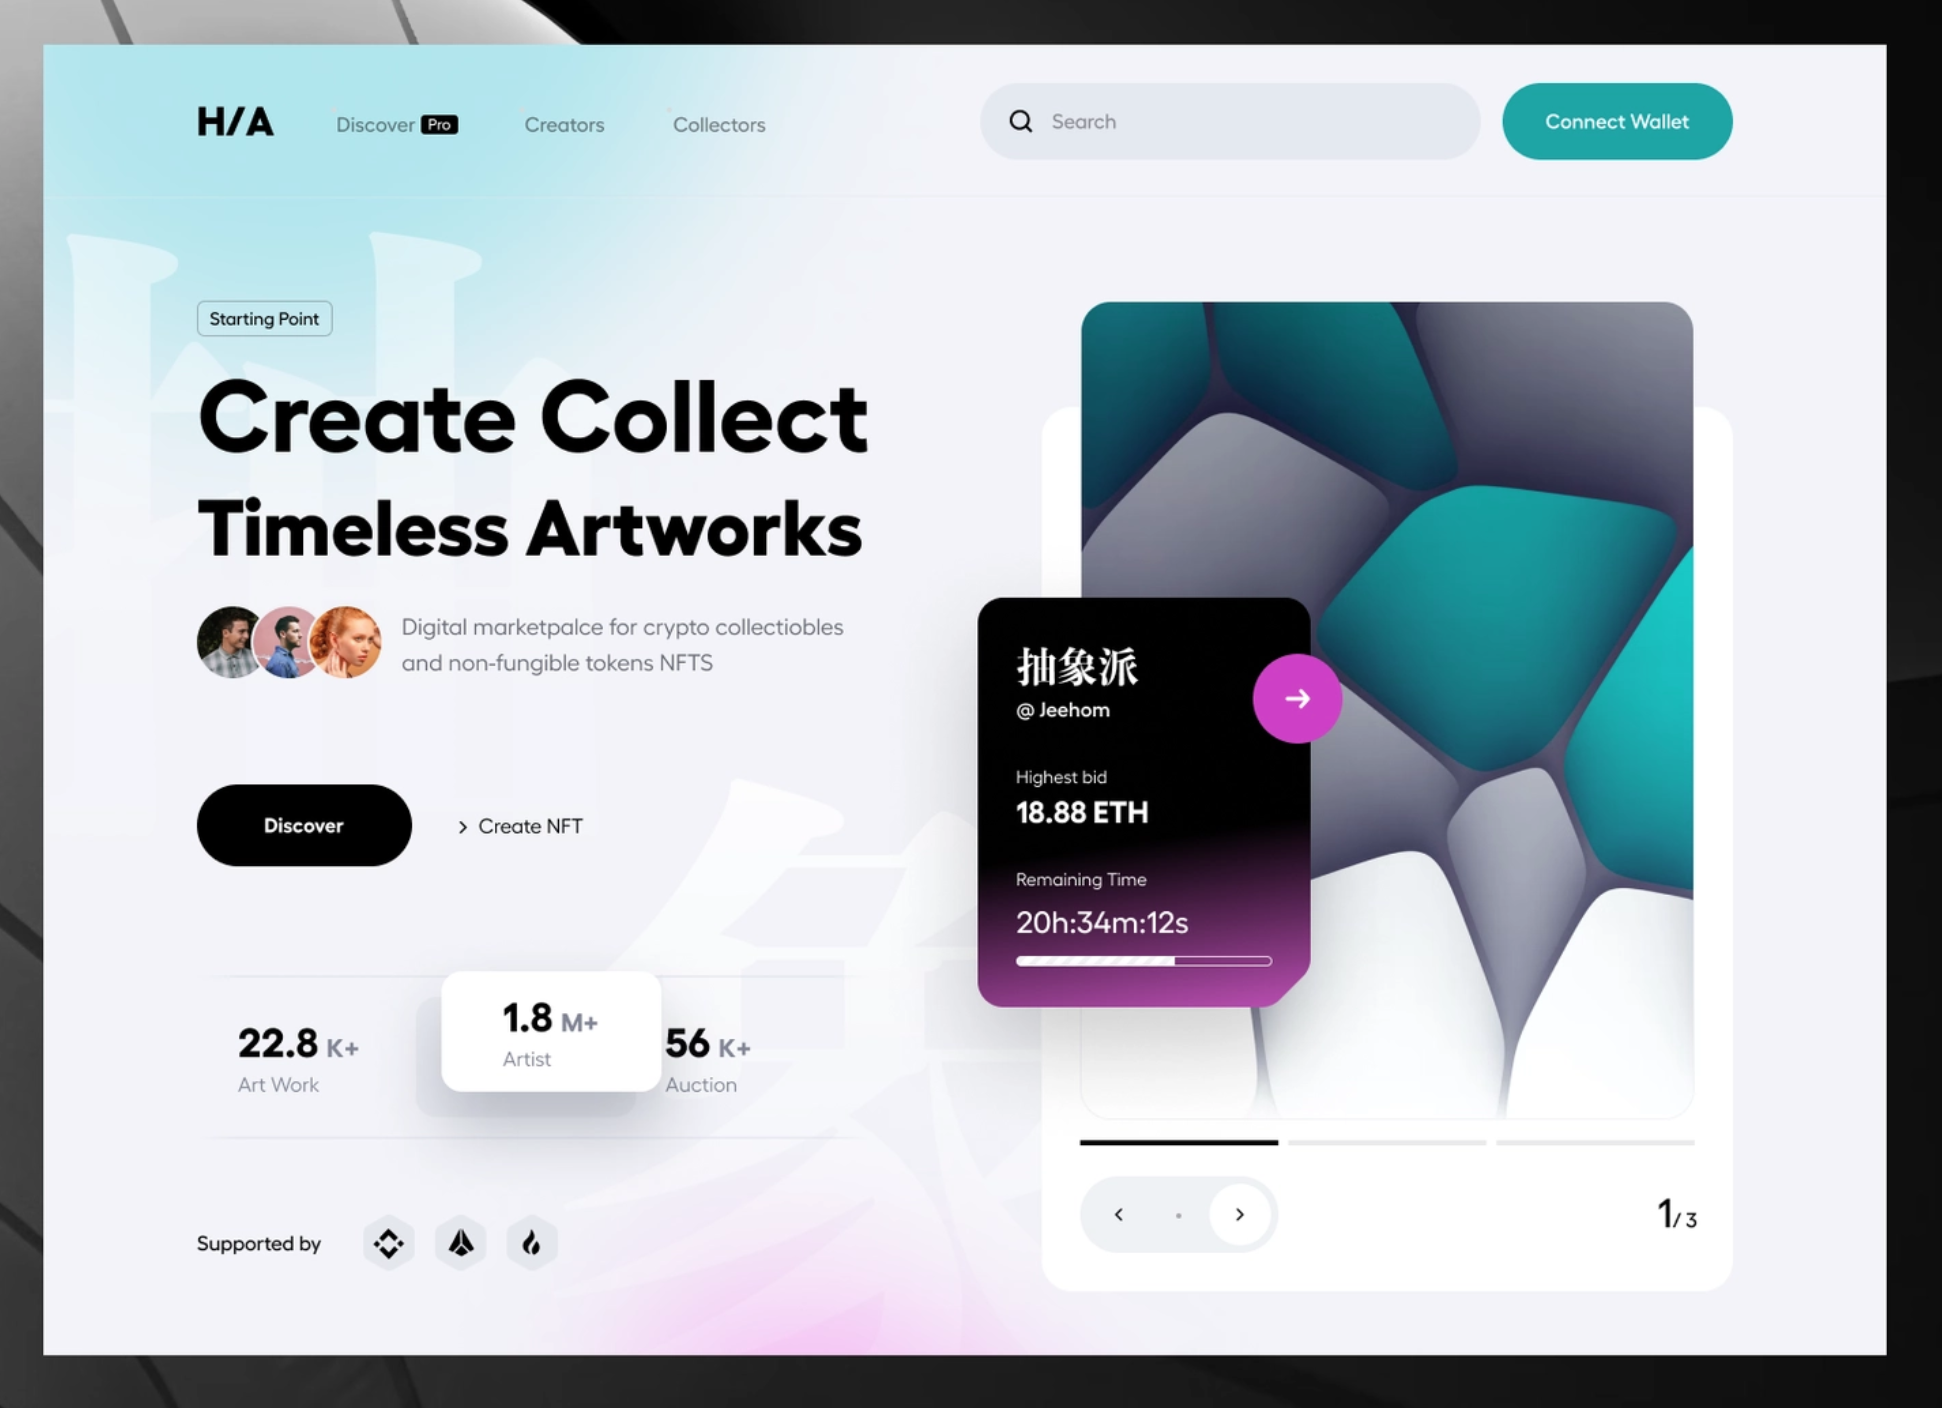 H/A
Discover Pro
Creators
Collectors
Search
Connect Wallet
Starting Point
Create Collect
Timeless Artworks
Digital marketpalce for crypto collectiobles
and non-fungible tokens NFTS
Discover
Create NFT
22.8 K+
Art Work
1.8 M+
Artist
56 K+
Auction
Supported by
抽象派
@ Jeehom
Highest bid
18.88 ETH
Remaining Time
20h:34m:12s
1/ 3
抽
象